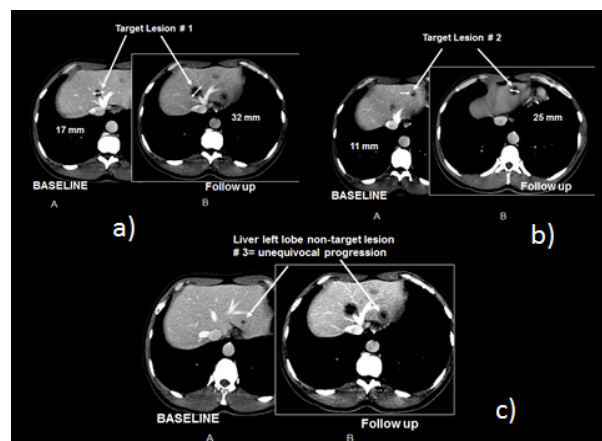 Target Lesion # 1
17 mm
32 mm
BASELINE
Follow up
A
B
a)
Target Lesion # 2
11 mm
25 mm
BASELINE
Follow up
A
B
b)
Liver left lobe non-target lesion
# 3= unequivocal progression
BASELINE
Follow up
A
B
c)